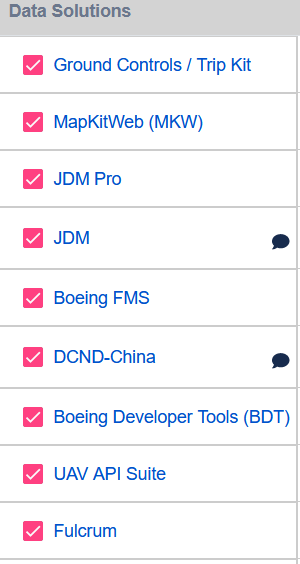 Data Solutions
Ground Controls / Trip Kit
MapKitWeb (MKW)
JDM Pro
JDM
Boeing FMS
DCND-China
Boeing Developer Tools (BDT)
UAV API Suite
Fulcrum